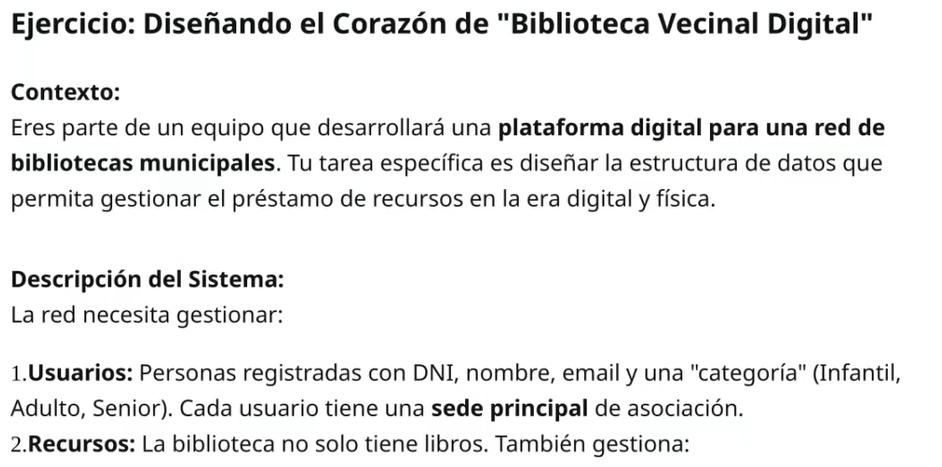 Ejercicio: Diseñando el Corazón de "Biblioteca Vecinal Digital"
Contexto:
Eres parte de un equipo que desarrollará una plataforma digital para una red de
bibliotecas municipales. Tu tarea específica es diseñar la estructura de datos que
permita gestionar el préstamo de recursos en la era digital y física.
Descripción del Sistema:
La red necesita gestionar:
1.Usuarios: Personas registradas con DNI, nombre, email y una "categoría" (Infantil,
Adulto, Senior). Cada usuario tiene una sede principal de asociación.
2.Recursos: La biblioteca no solo tiene libros. También gestiona: